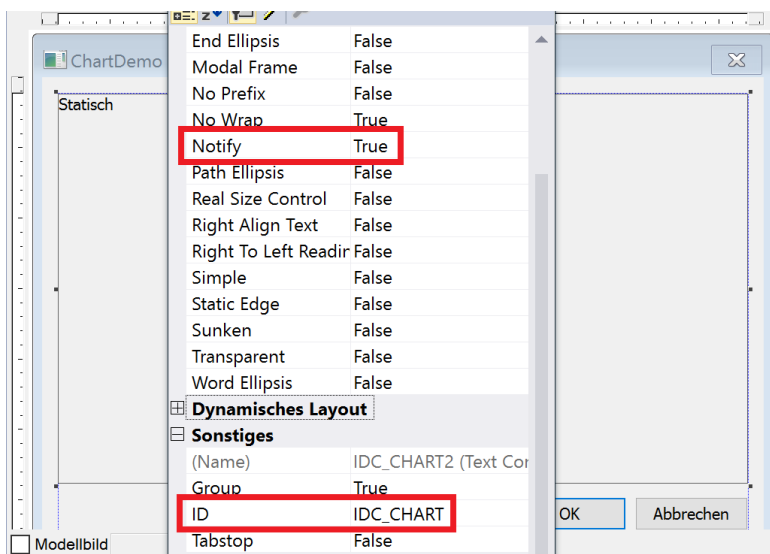 End Ellipsis False
ChartDemo
Modal Frame False
No Prefix False
Statisch
No Wrap True
Notify True
Path Ellipsis False
Real Size Control False
Right Align Text False
Right To Left Readir False
Simple False
Static Edge False
Sunken False
Transparent False
Word Ellipsis False
Dynamisches Layout
Sonstiges
(Name) IDC_CHART2 (Text Cor
Group True
ID IDC_CHART
OK Abbrechen
Tabstop False
Modellbild